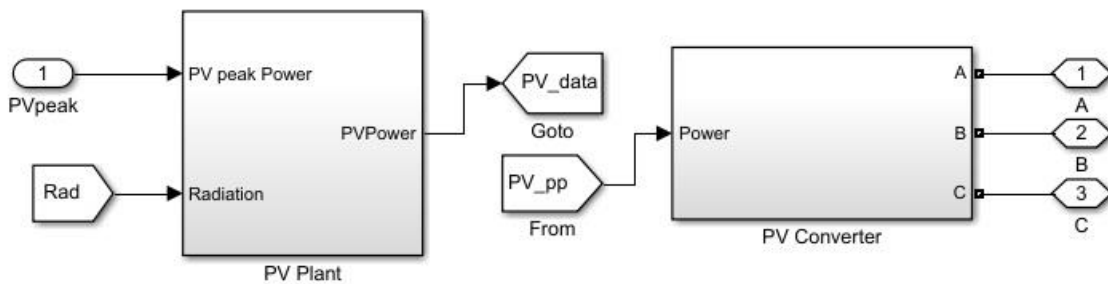 1
PVpeak
Rad
PV peak Power
Radiation
PVPower
PV Plant
PV_data
Goto
PV_pp
From
Power
A
B
C
PV Converter
1
A
2
B
3
C